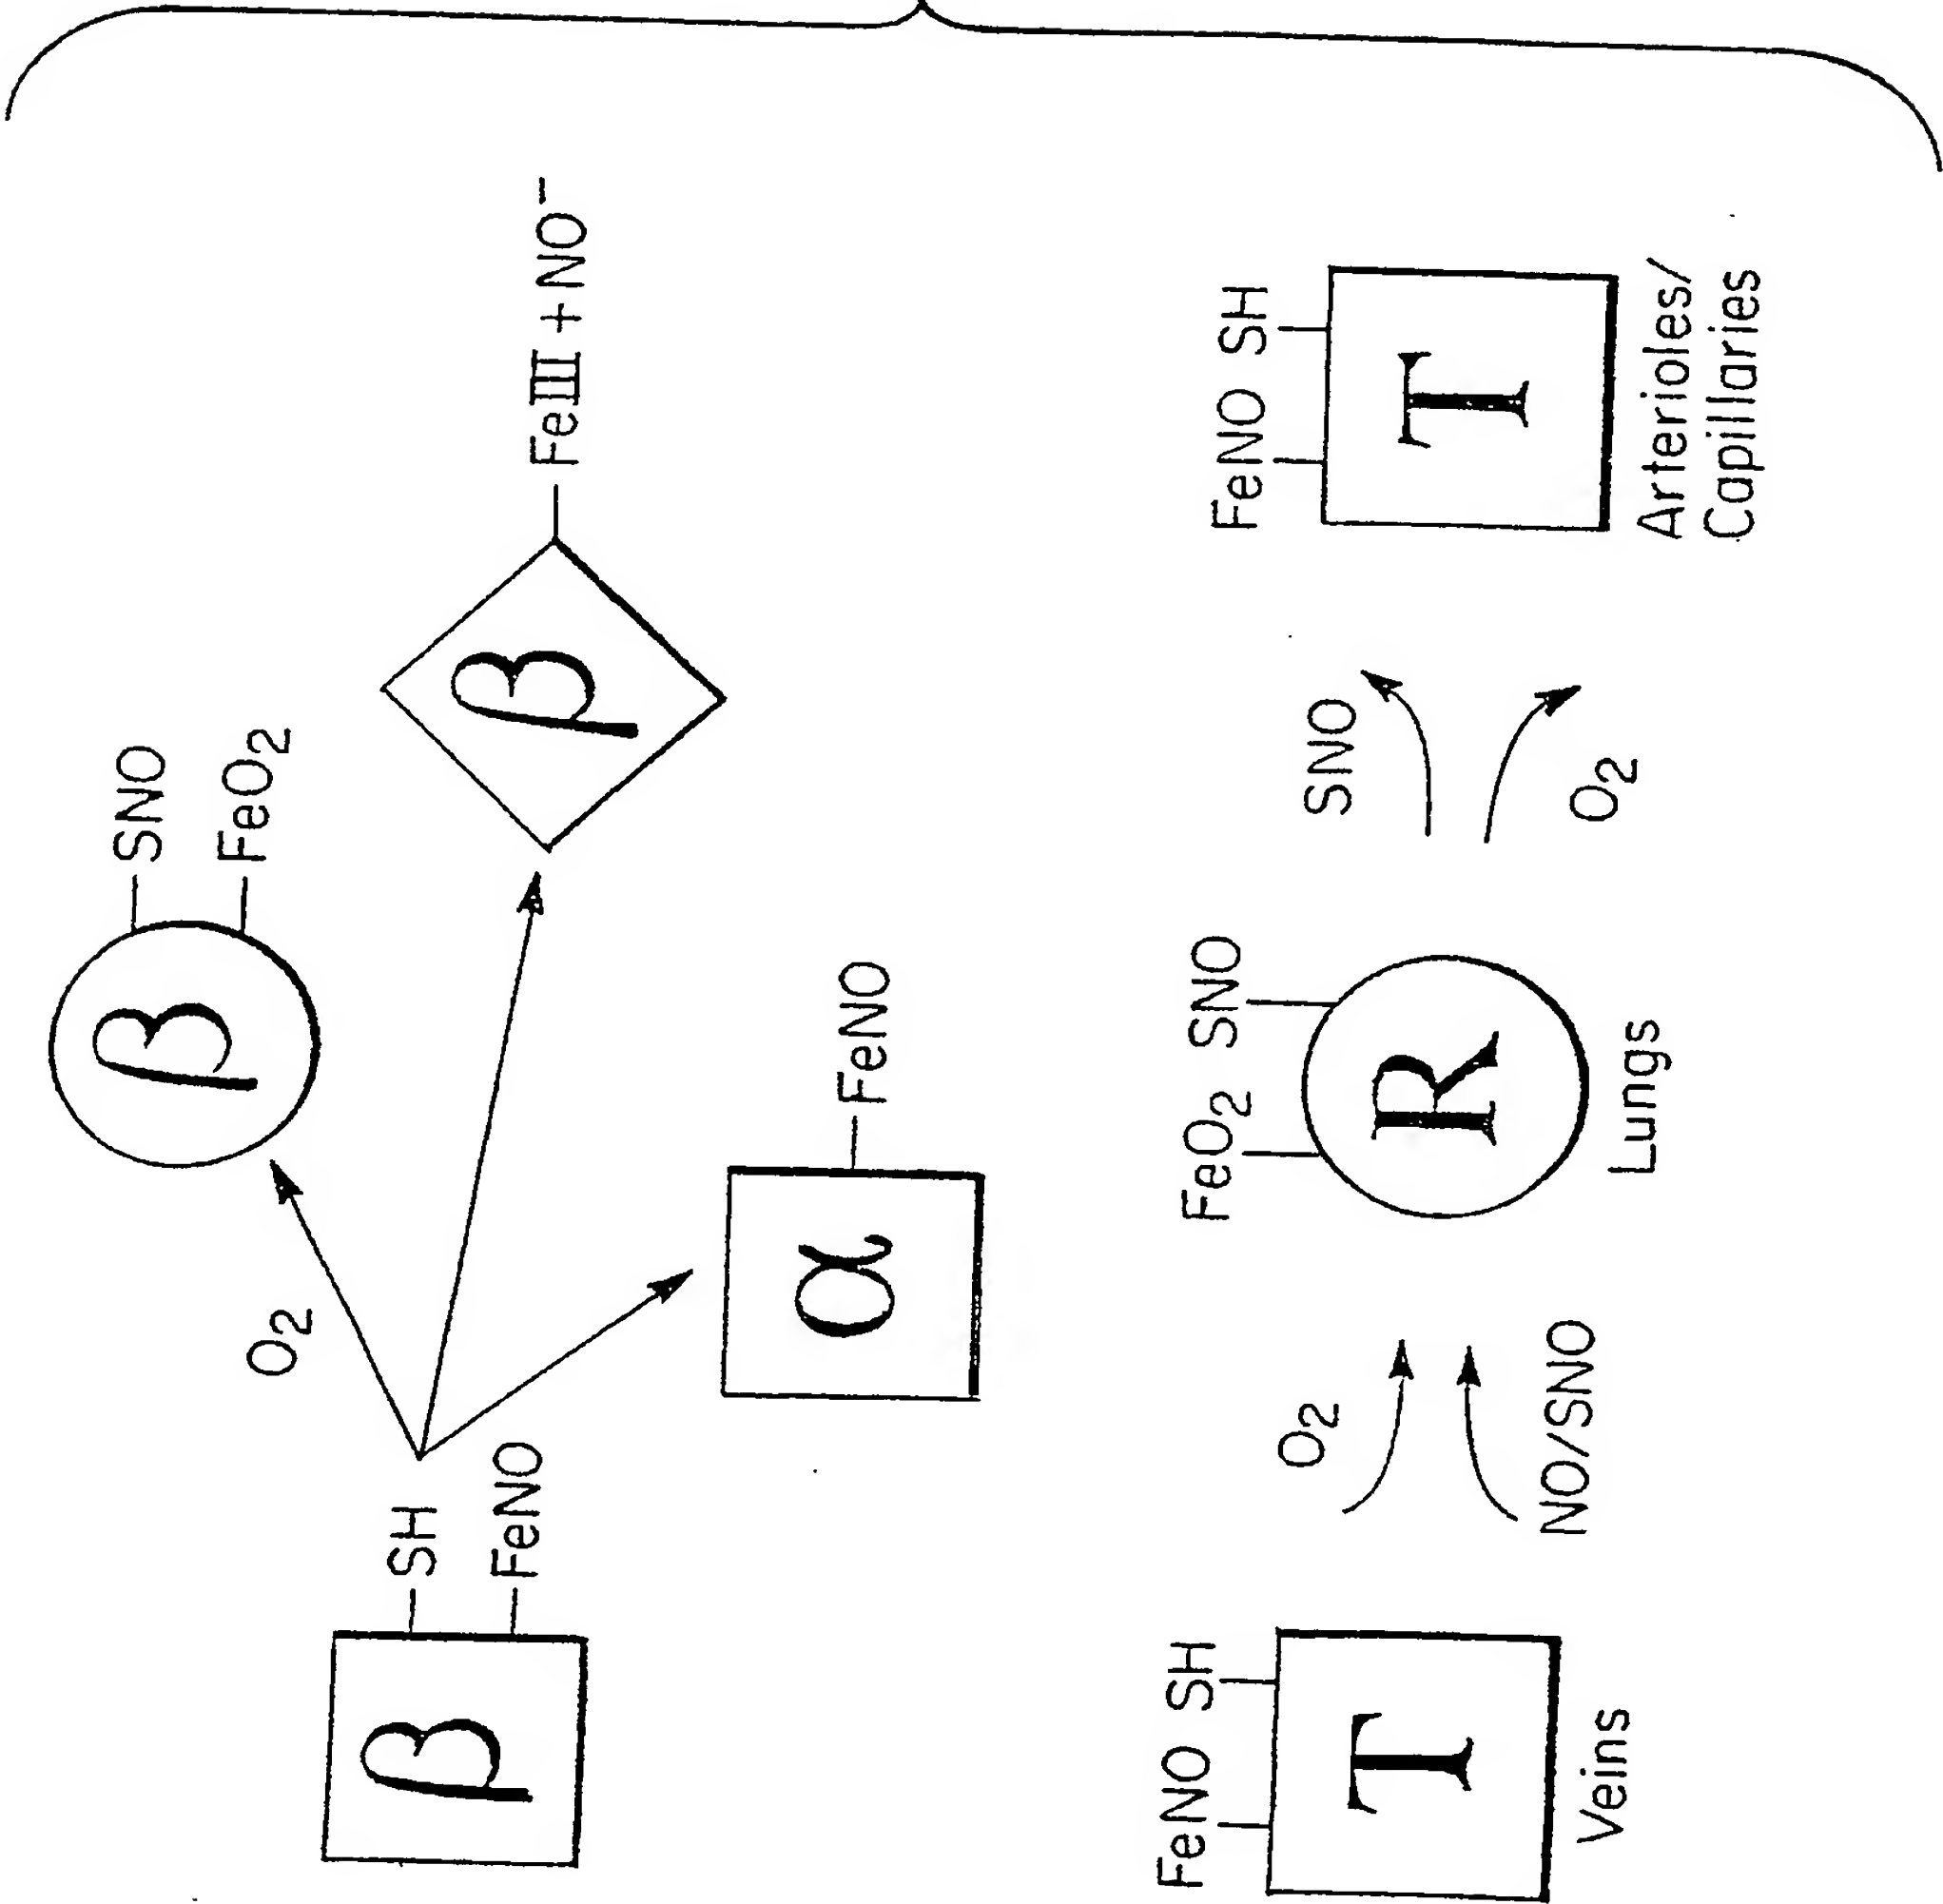 β
SH
FeNO
O2
β
SNO
FeO2
β
FeIII + NO−
α
FeNO
FeNO SH
T
Veins
O2
NO/SNO
FeO2 SNO
R
Lungs
SNO
O2
FeNO SH
T
Arterioles/
Capillaries